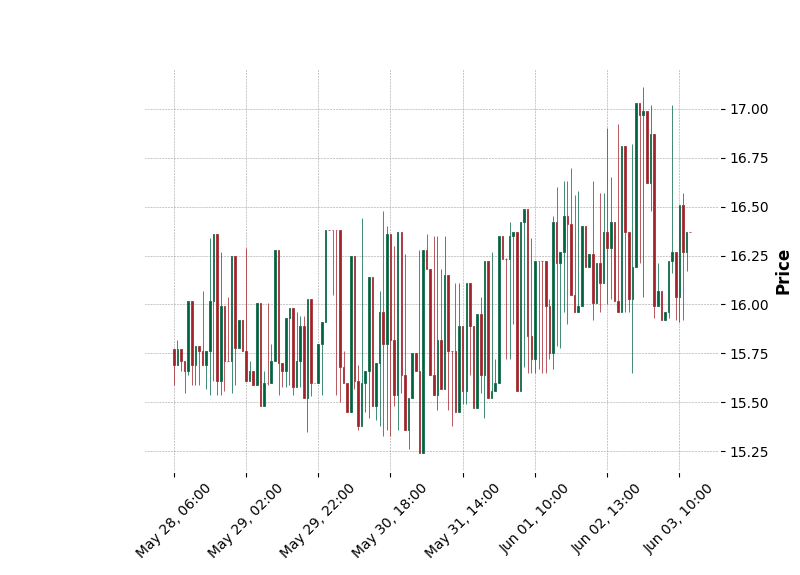 17.00
16.75
16.50
16.25
16.00
15.75
15.50
15.25
Price
May 28, 06:00
May 29, 02:00
May 29, 22:00
May 30, 18:00
May 31, 14:00
Jun 01, 10:00
Jun 02, 13:00
Jun 03, 10:00